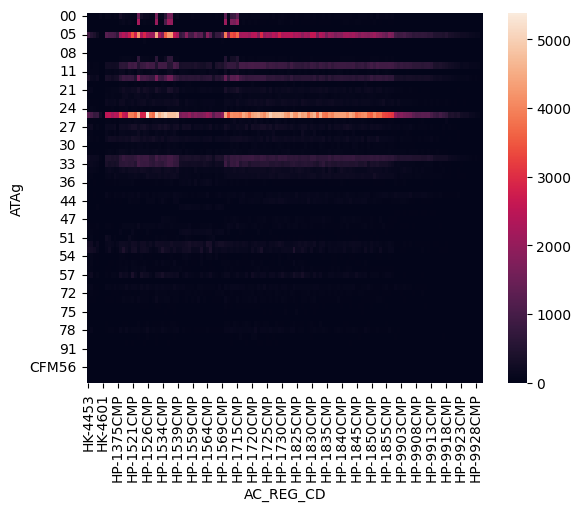 ATAg
00
05
08
11
21
24
27
30
33
36
44
47
51
54
57
72
75
78
91
CFM56
HK-4453
HK-4601
HP-1375CMP
HP-1521CMP
HP-1526CMP
HP-1534CMP
HP-1539CMP
HP-1559CMP
HP-1564CMP
HP-1569CMP
HP-1715CMP
HP-1720CMP
HP-1725CMP
HP-1730CMP
HP-1825CMP
HP-1830CMP
HP-1835CMP
HP-1840CMP
HP-1845CMP
HP-1850CMP
HP-1855CMP
HP-9903CMP
HP-9908CMP
HP-9913CMP
HP-9918CMP
HP-9923CMP
HP-9928CMP
AC_REG_CD
5000
4000
3000
2000
1000
0